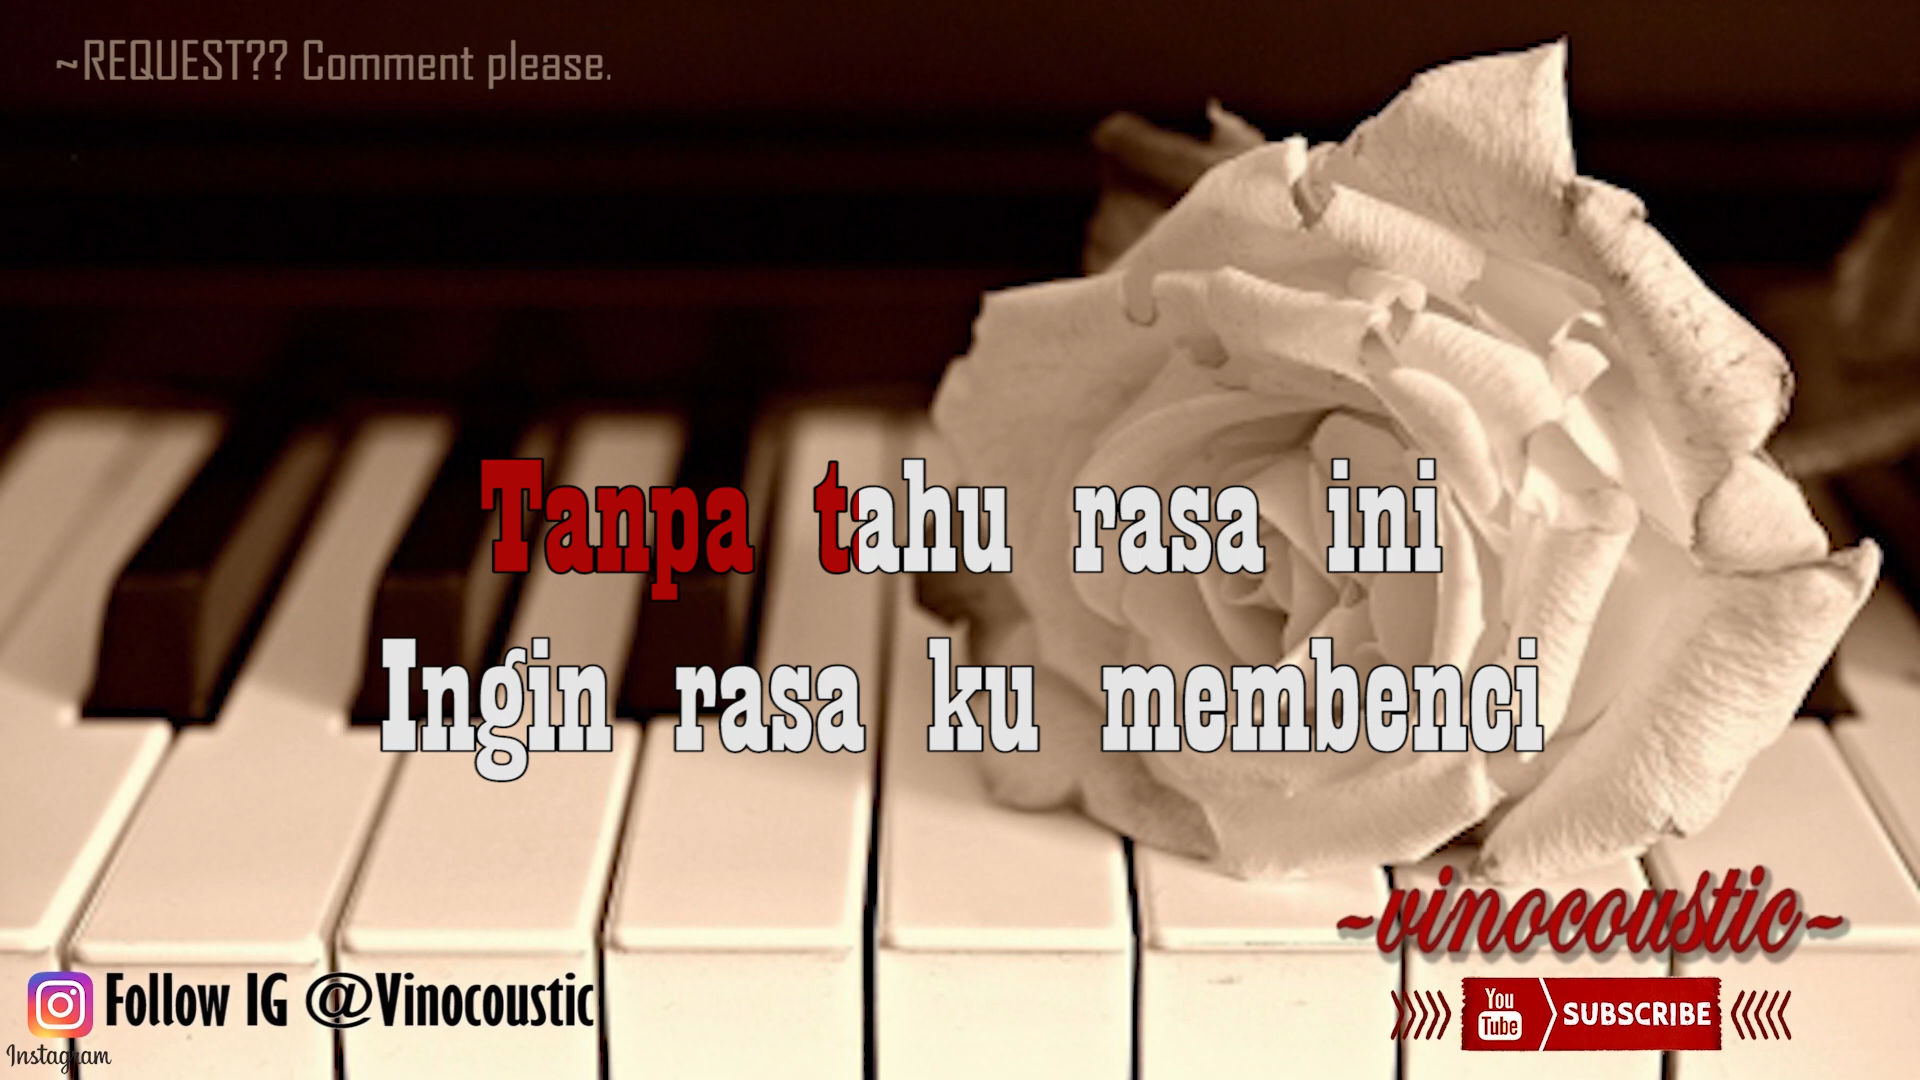 ~REQUEST?? Comment please.
Tanpa tahu rasa ini
Ingin rasa ku membenci
~vinocoustic~
Follow IG @Vinocoustic
Instagram
You
Tube
SUBSCRIBE